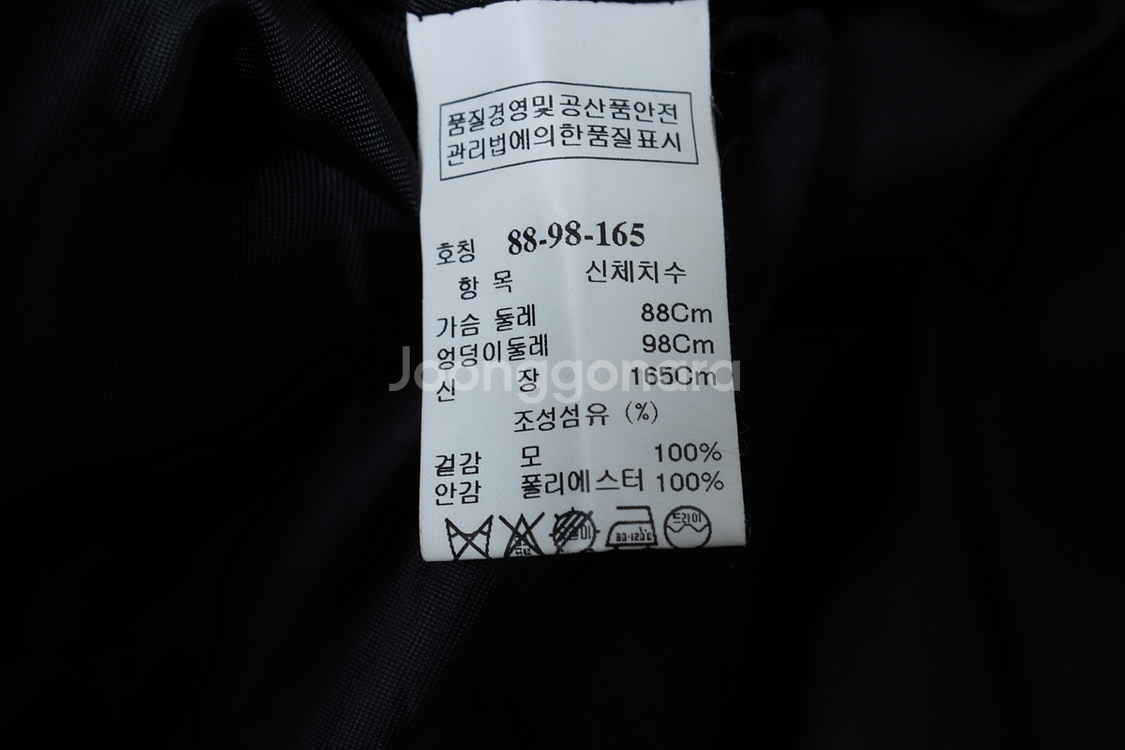 품질경영및공산품안전
관리법에의한품질표시
호칭 88-98-165
항 목 신체치수
가슴 둘레 88Cm
엉덩이둘레 98Cm
Joonggonara
신 장 165Cm
조성섬유 (%)
겉감 모 100%
안감 폴리에스터 100%
80-120℃ 드라이